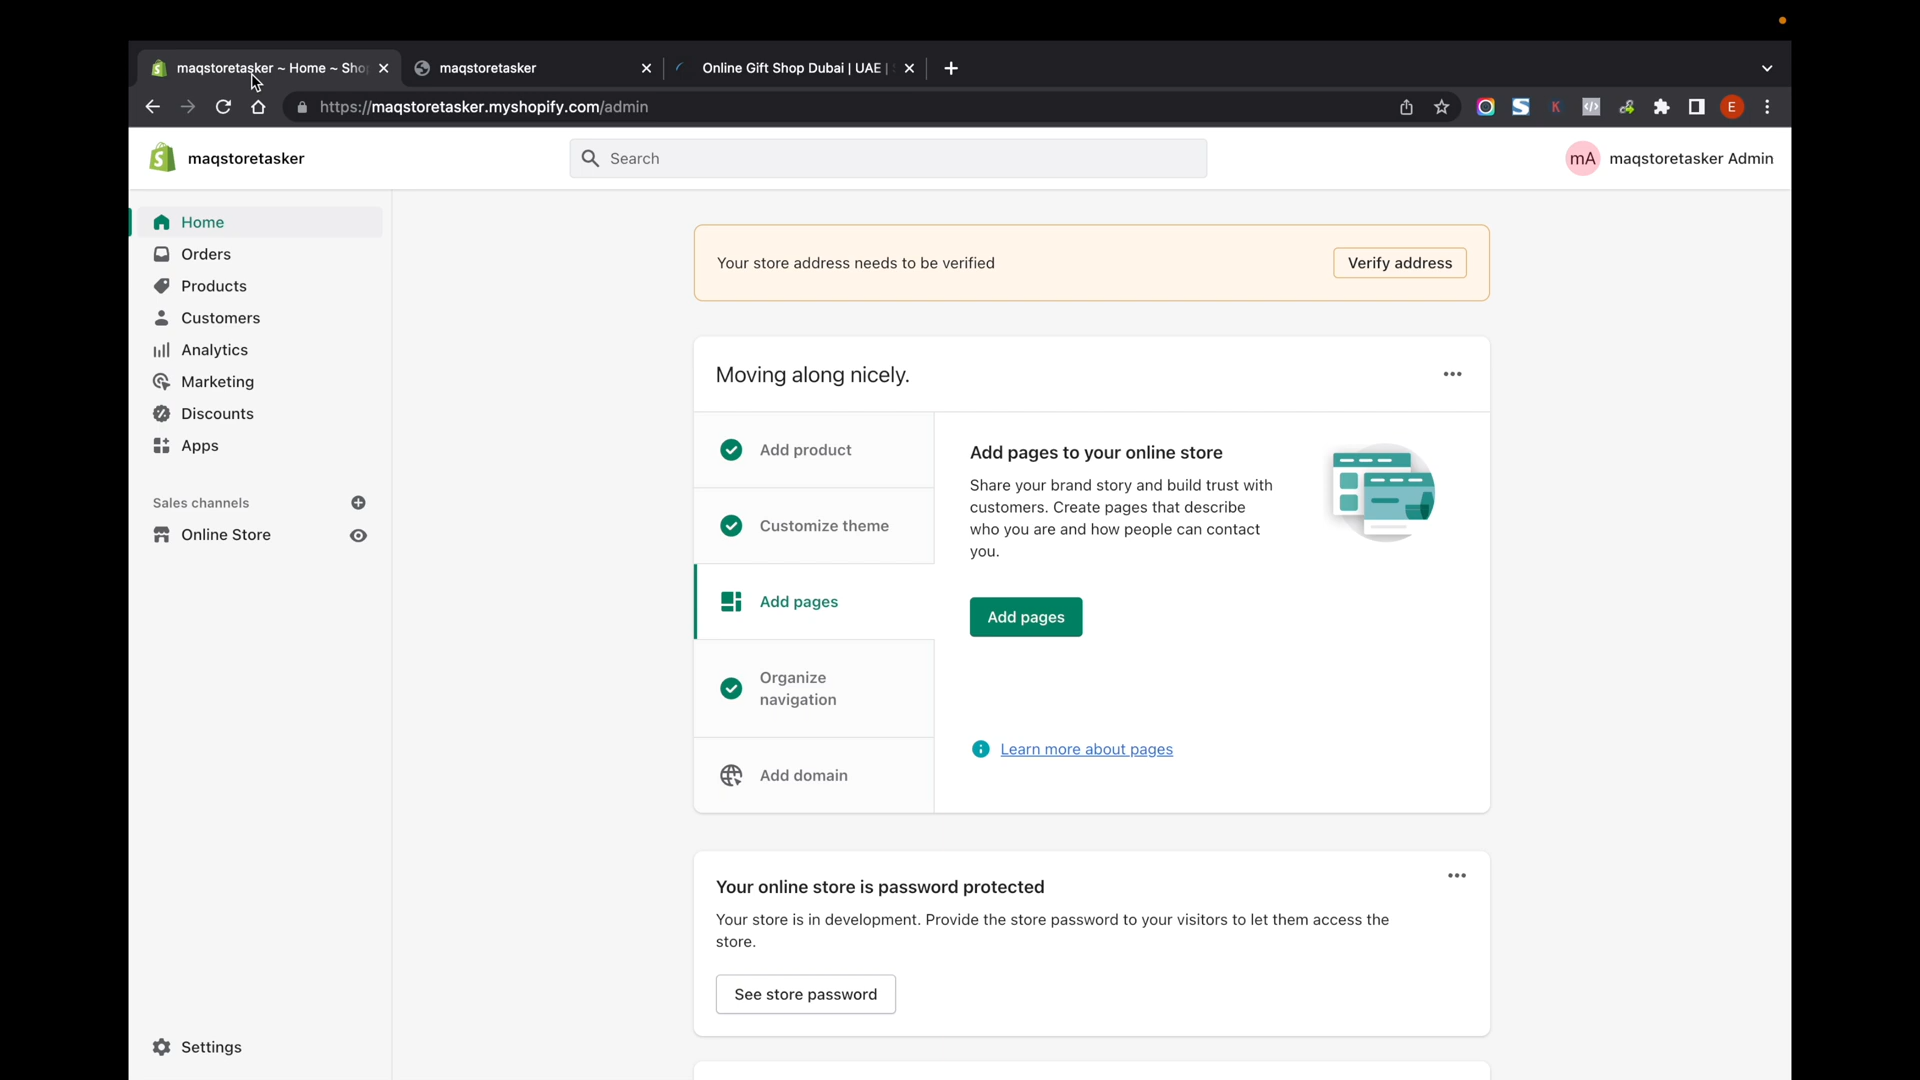 maqstoretasker ~ Home ~ Sho
maqstoretasker
Online Gift Shop Dubai | UAE |
https://maqstoretasker.myshopify.com/admin
K
E
maqstoretasker
Search
mA
maqstoretasker Admin
Home
Orders
Products
Customers
Analytics
Marketing
Discounts
Apps
Sales channels
Online Store
Settings
Your store address needs to be verified
Verify address
Moving along nicely.
Add product
Customize theme
Add pages
Organize
navigation
Add domain
Add pages to your online store
Share your brand story and build trust with
customers. Create pages that describe
who you are and how people can contact
you.
Add pages
Learn more about pages
Your online store is password protected
Your store is in development. Provide the store password to your visitors to let them access the
store.
See store password